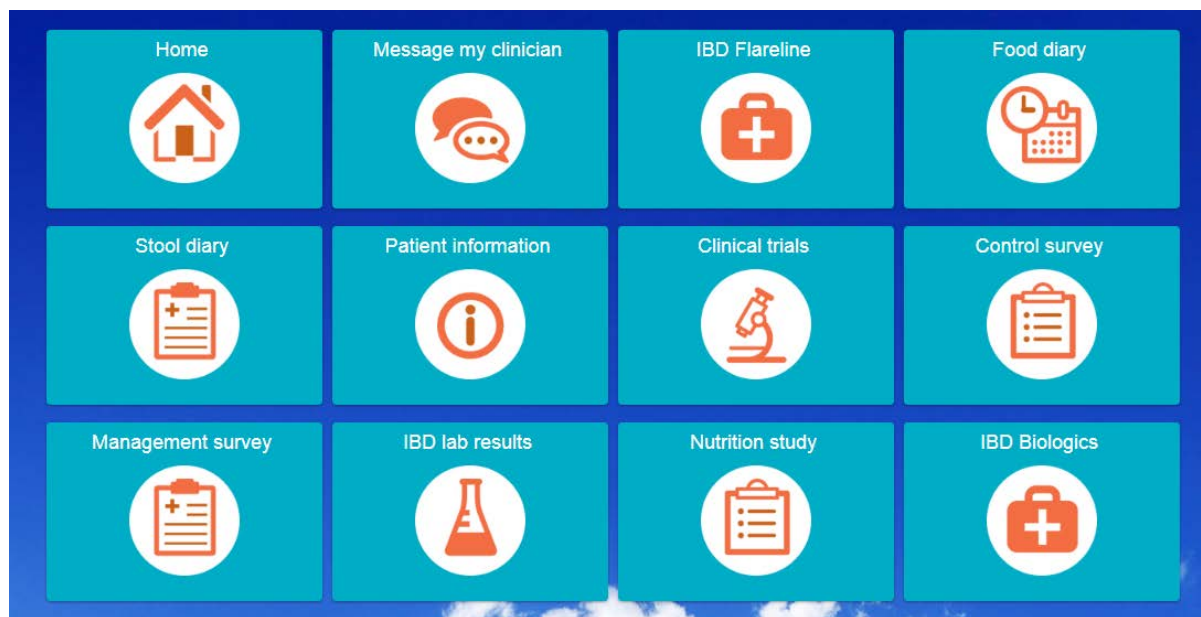 Home
Message my clinician
IBD Flareline
Food diary
Stool diary
Patient information
Clinical trials
Control survey
Management survey
IBD lab results
Nutrition study
IBD Biologics